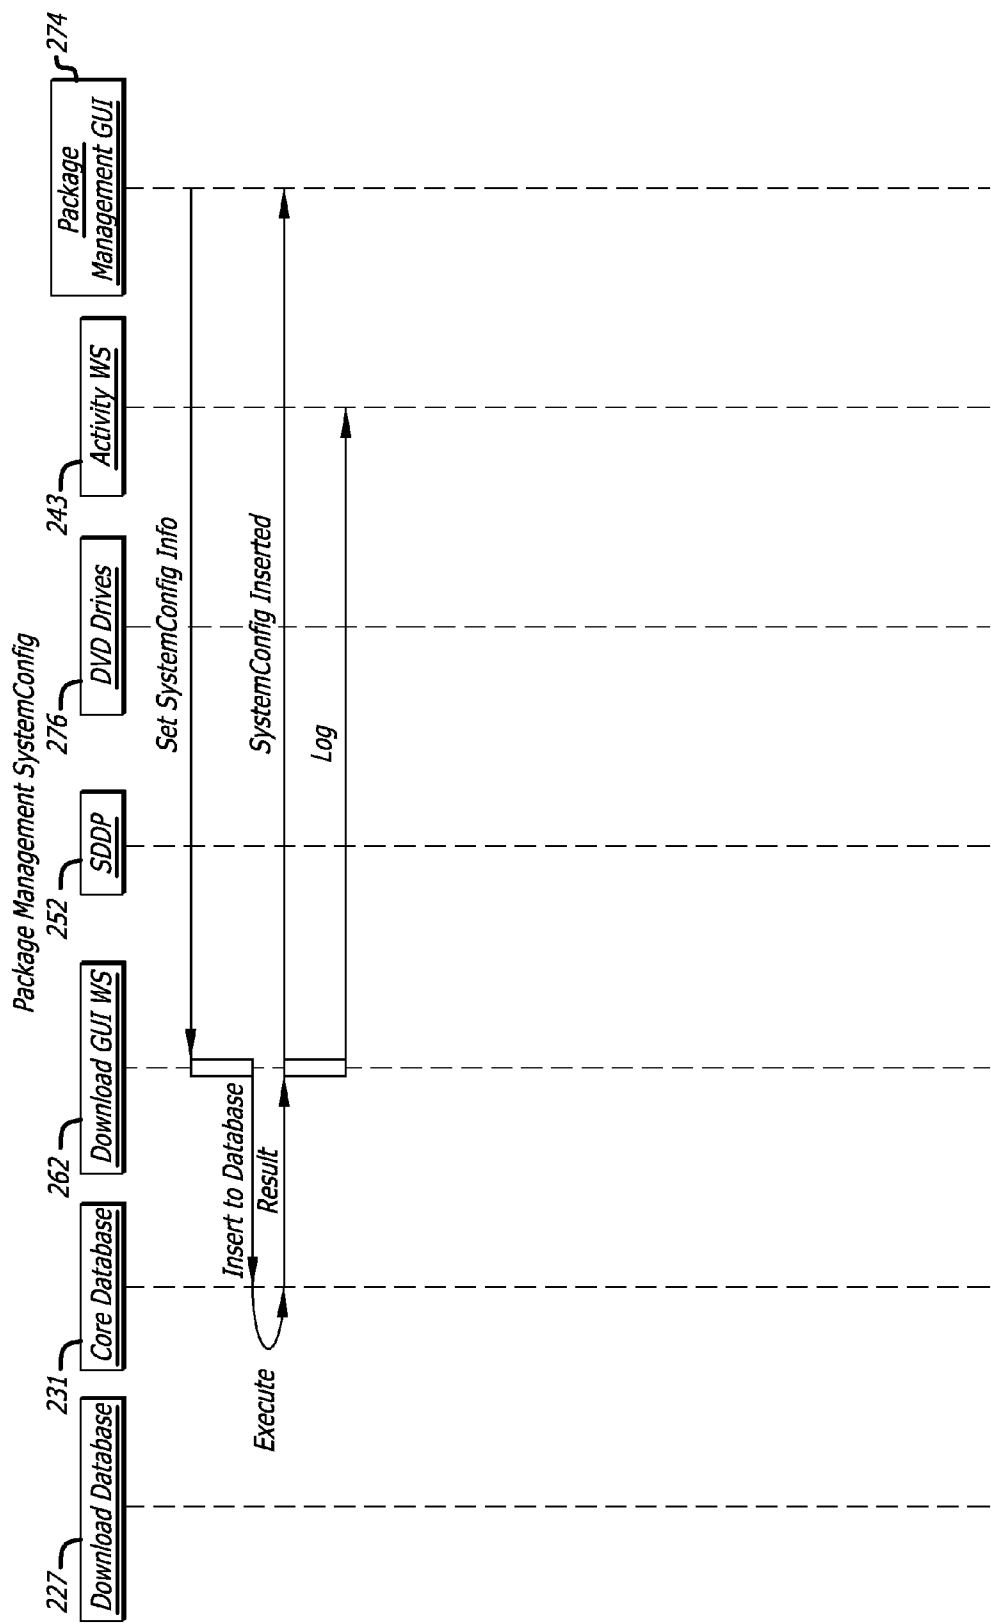 Package Management SystemConfig
227
Download Database
231
Core Database
262
Download GUI WS
252
SDDP
276
DVD Drives
243
Activity WS
274
Package
Management GUI
Set SystemConfig Info
Insert to Database
Execute
Result
SystemConfig Inserted
Log